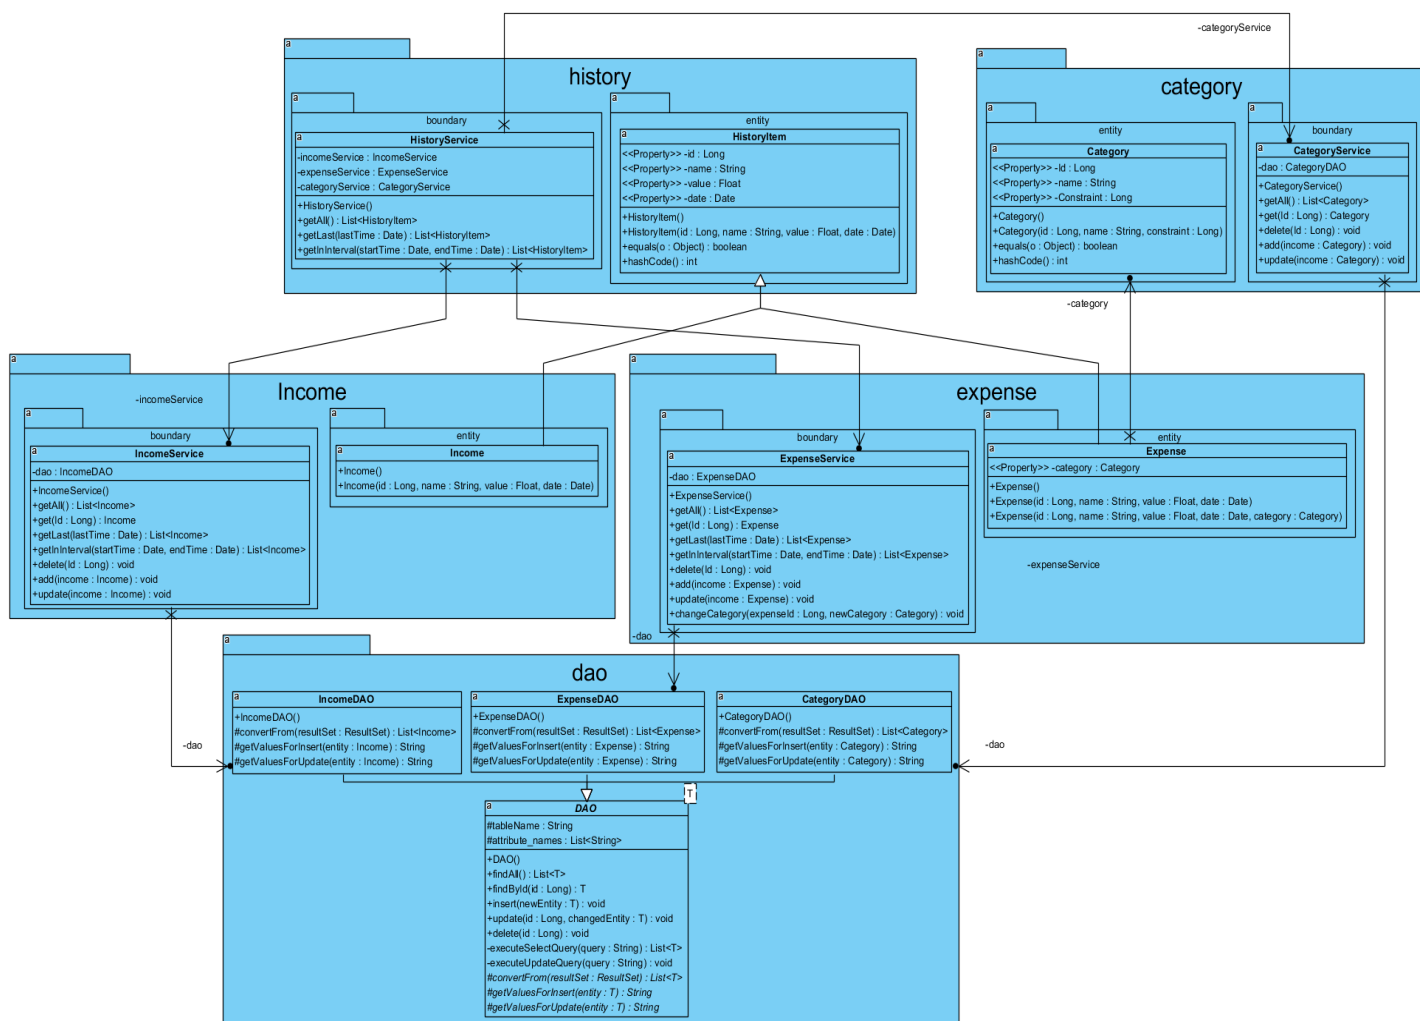 -categoryService
a
history
a
boundary
a
HistoryService
-incomeService : IncomeService
-expenseService : ExpenseService
-categoryService : CategoryService
+HistoryService()
+getAll() : List<HistoryItem>
+getLast(lastTime : Date) : List<HistoryItem>
+getInInterval(startTime : Date, endTime : Date) : List<HistoryItem>
a
entity
a
HistoryItem
<<Property>> -id : Long
<<Property>> -name : String
<<Property>> -value : Float
<<Property>> -date : Date
+HistoryItem()
+HistoryItem(id : Long, name : String, value : Float, date : Date)
+equals(o : Object) : boolean
+hashCode() : int
a
category
a
entity
a
Category
<<Property>> -Id : Long
<<Property>> -name : String
<<Property>> -Constraint : Long
+Category()
+Category(id : Long, name : String, constraint : Long)
+equals(o : Object) : boolean
+hashCode() : int
a
boundary
a
CategoryService
-dao : CategoryDAO
+CategoryService()
+getAll() : List<Category>
+get(Id : Long) : Category
+delete(Id : Long) : void
+add(income : Category) : void
+update(income : Category) : void
-category
a
Income
-incomeService
a
boundary
a
IncomeService
-dao : IncomeDAO
+IncomeService()
+getAll() : List<Income>
+get(Id : Long) : Income
+getLast(lastTime : Date) : List<Income>
+getInInterval(startTime : Date, endTime : Date) : List<Income>
+delete(Id : Long) : void
+add(income : Income) : void
+update(income : Income) : void
a
entity
a
Income
+Income()
+Income(id : Long, name : String, value : Float, date : Date)
a
expense
a
boundary
a
ExpenseService
-dao : ExpenseDAO
+ExpenseService()
+getAll() : List<Expense>
+get(Id : Long) : Expense
+getLast(lastTime : Date) : List<Expense>
+getInInterval(startTime : Date, endTime : Date) : List<Expense>
+delete(Id : Long) : void
+add(income : Expense) : void
+update(income : Expense) : void
+changeCategory(expenseId : Long, newCategory : Category) : void
a
entity
a
Expense
<<Property>> -category : Category
+Expense()
+Expense(id : Long, name : String, value : Float, date : Date)
+Expense(id : Long, name : String, value : Float, date : Date, category : Category)
-expenseService
-dao
a
dao
-dao
a
IncomeDAO
+IncomeDAO()
#convertFrom(resultSet : ResultSet) : List<Income>
#getValuesForInsert(entity : Income) : String
#getValuesForUpdate(entity : Income) : String
a
ExpenseDAO
+ExpenseDAO()
#convertFrom(resultSet : ResultSet) : List<Expense>
#getValuesForInsert(entity : Expense) : String
#getValuesForUpdate(entity : Expense) : String
a
CategoryDAO
+CategoryDAO()
#convertFrom(resultSet : ResultSet) : List<Category>
#getValuesForInsert(entity : Category) : String
#getValuesForUpdate(entity : Category) : String
-dao
T
a
DAO
#tableName : String
#attribute_names : List<String>
+DAO()
+findAll() : List<T>
+findById(id : Long) : T
+insert(newEntity : T) : void
+update(id : Long, changedEntity : T) : void
+delete(id : Long) : void
-executeSelectQuery(query : String) : List<T>
-executeUpdateQuery(query : String) : void
#convertFrom(resultSet : ResultSet) : List<T>
#getValuesForInsert(entity : T) : String
#getValuesForUpdate(entity : T) : String